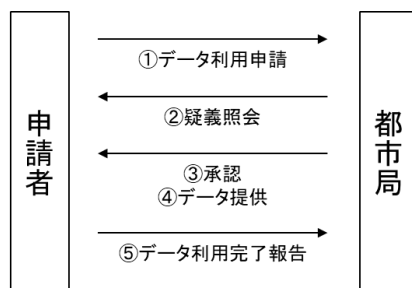 申請者
①データ利用申請
②疑義照会
③承認
④データ提供
⑤データ利用完了報告
都市局